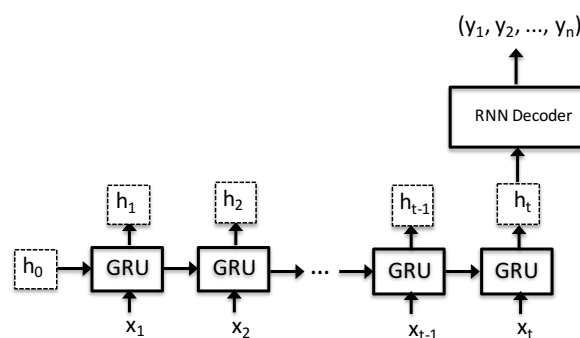 (y₁, y₂, ..., yₙ)
RNN Decoder
h₁ h₂ hₜ₋₁ hₜ
h₀ GRU GRU ... GRU GRU
x₁ x₂ xₜ₋₁ xₜ